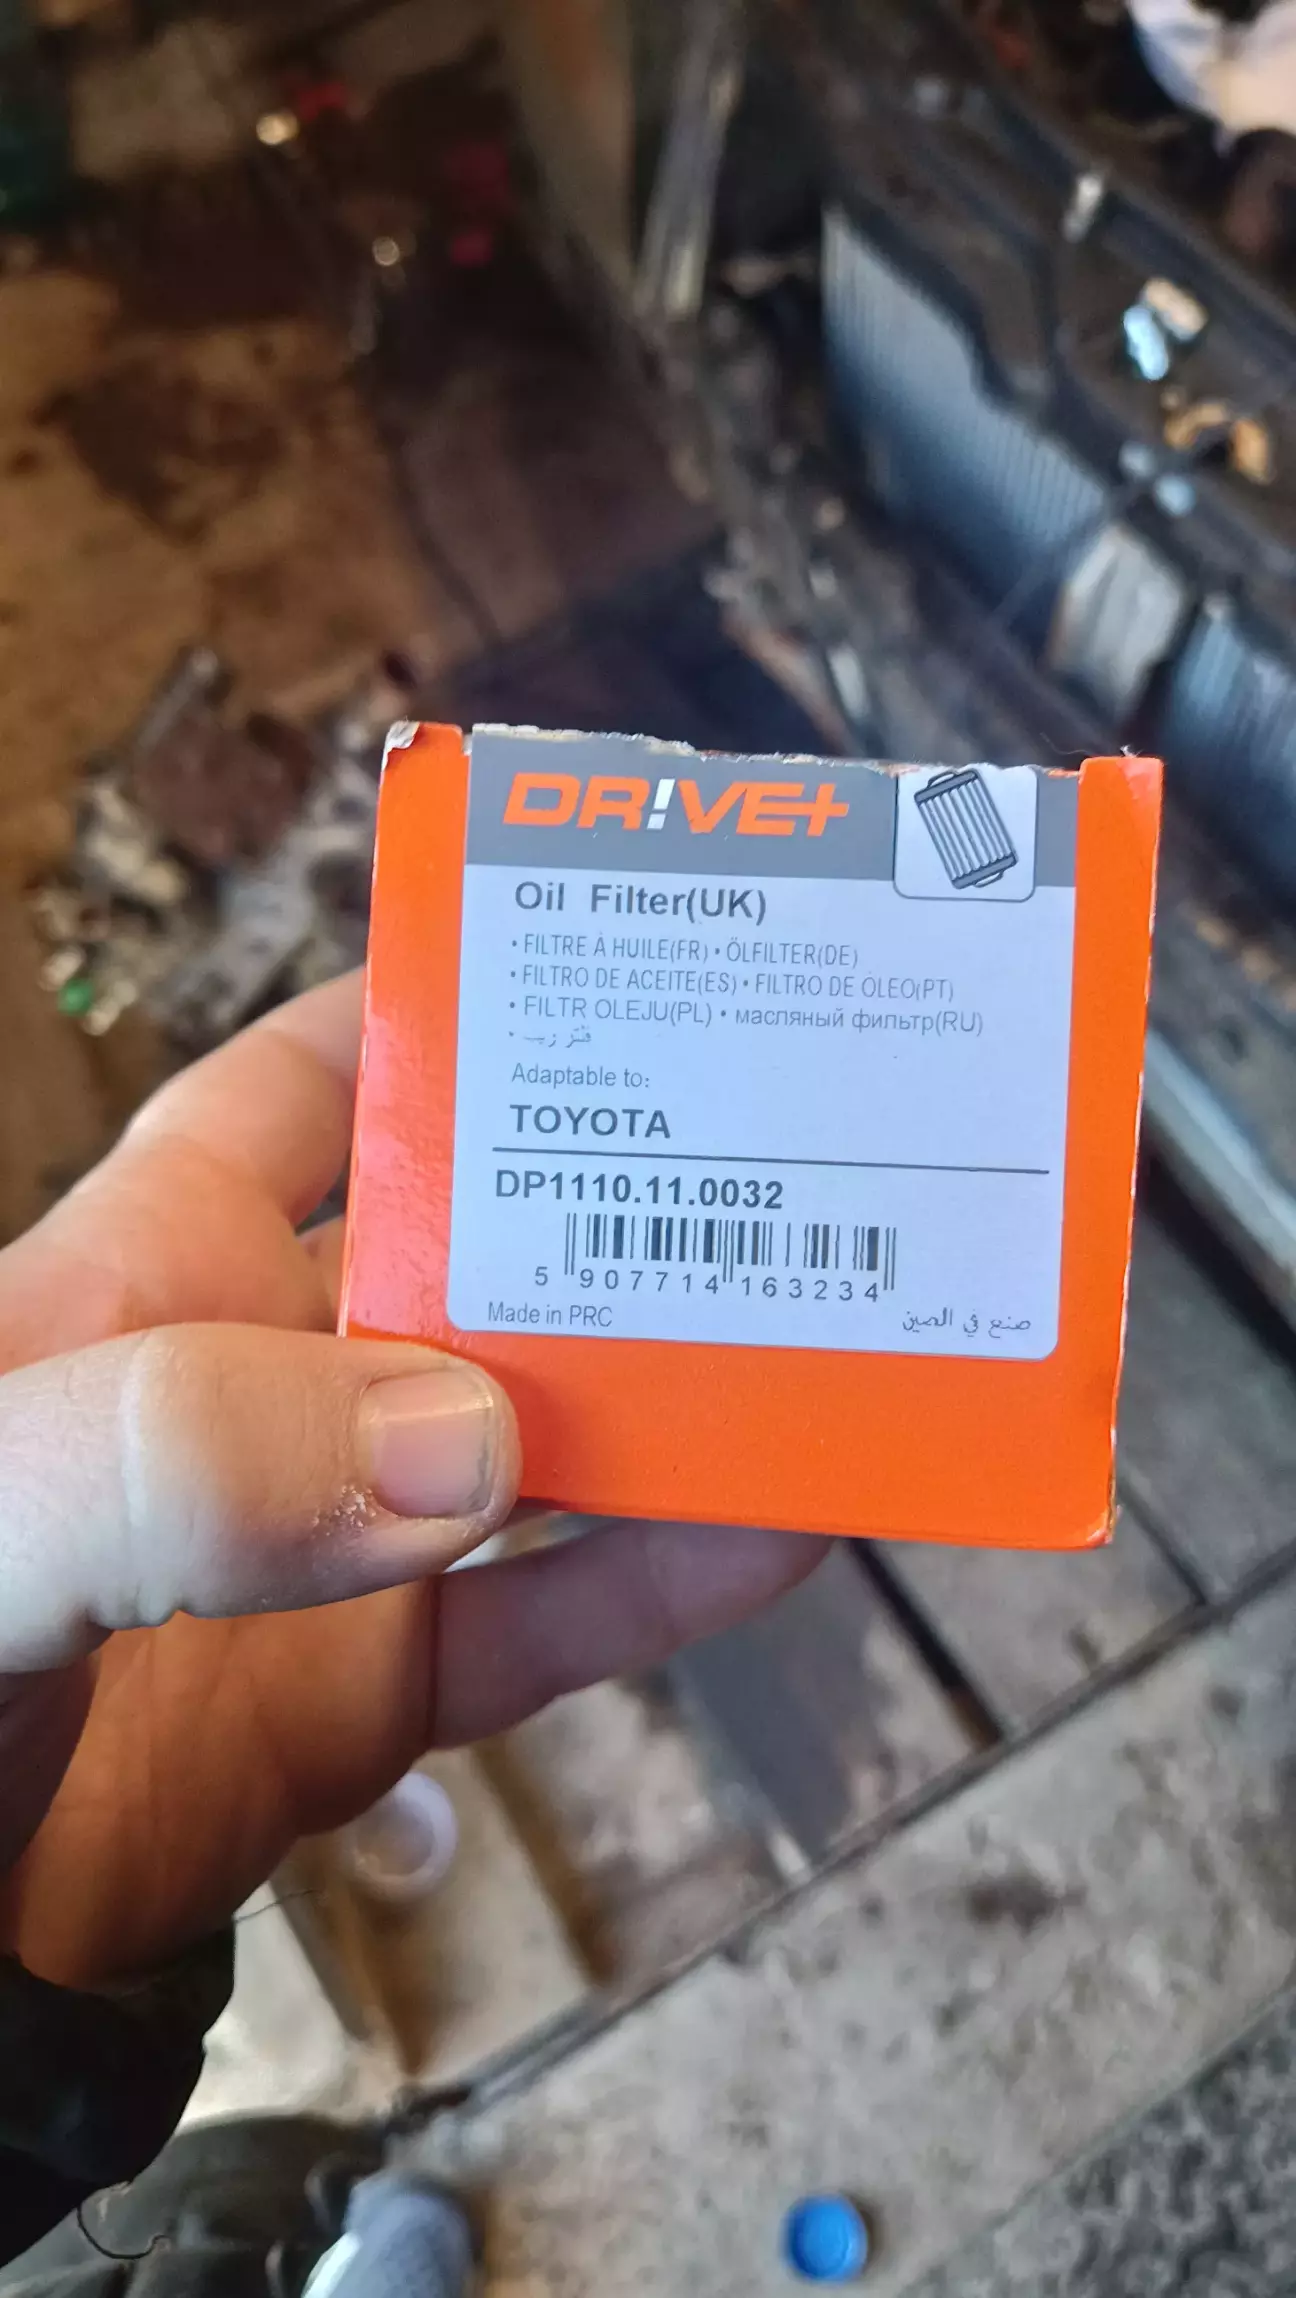 DR!VE+
Oil Filter(UK)
• FILTRE À HUILE(FR) • ÖLFILTER(DE)
• FILTRO DE ACEITE(ES) • FILTRO DE ÓLEO(PT)
• FILTR OLEJU(PL) • масляный фильтр(RU)
Adaptable to:
TOYOTA
DP1110.11.0032
5 907714 163234
Made in PRC صنع في الصين